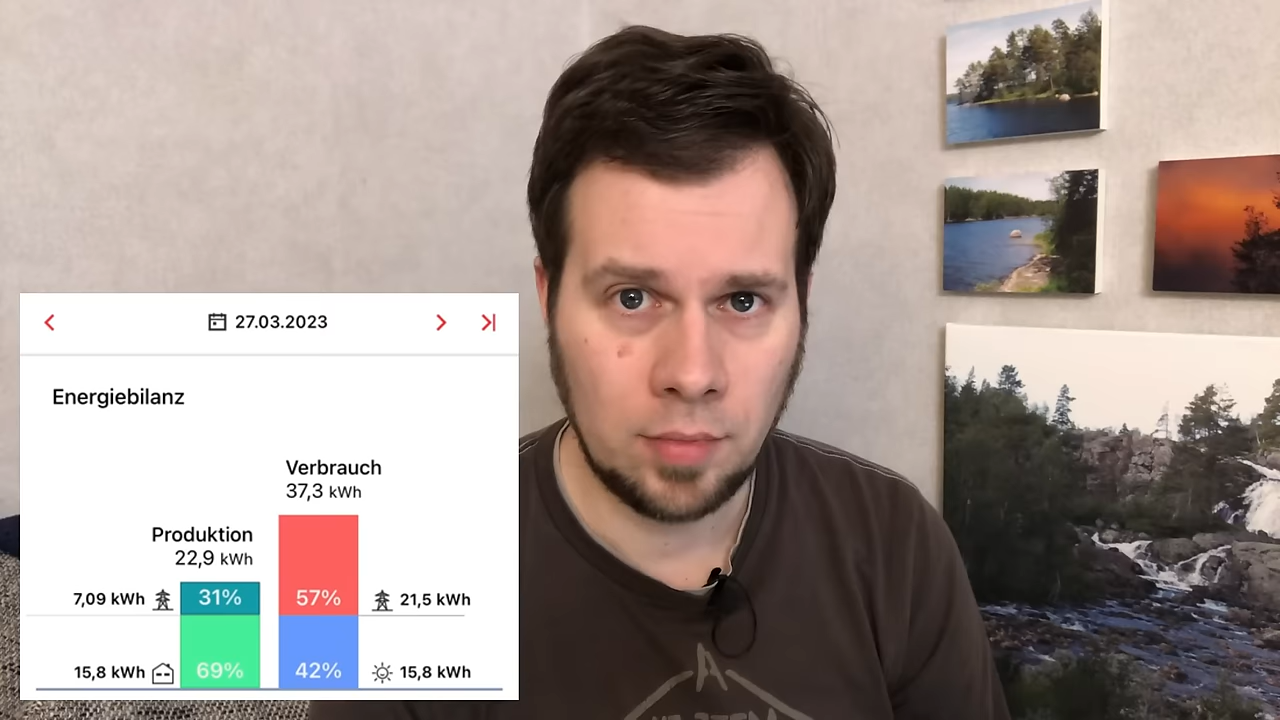 27.03.2023
Energiebilanz
Verbrauch
37,3 kWh
Produktion
22,9 kWh
7,09 kWh 31% 57% 21,5 kWh
15,8 kWh 69% 42% 15,8 kWh